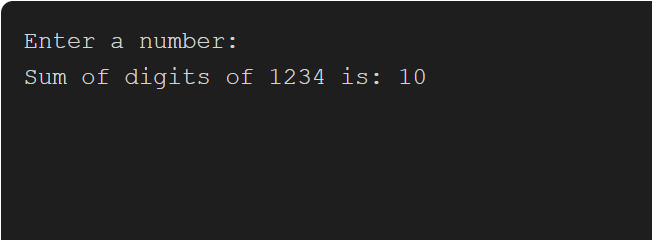 Enter a number:
Sum of digits of 1234 is: 10